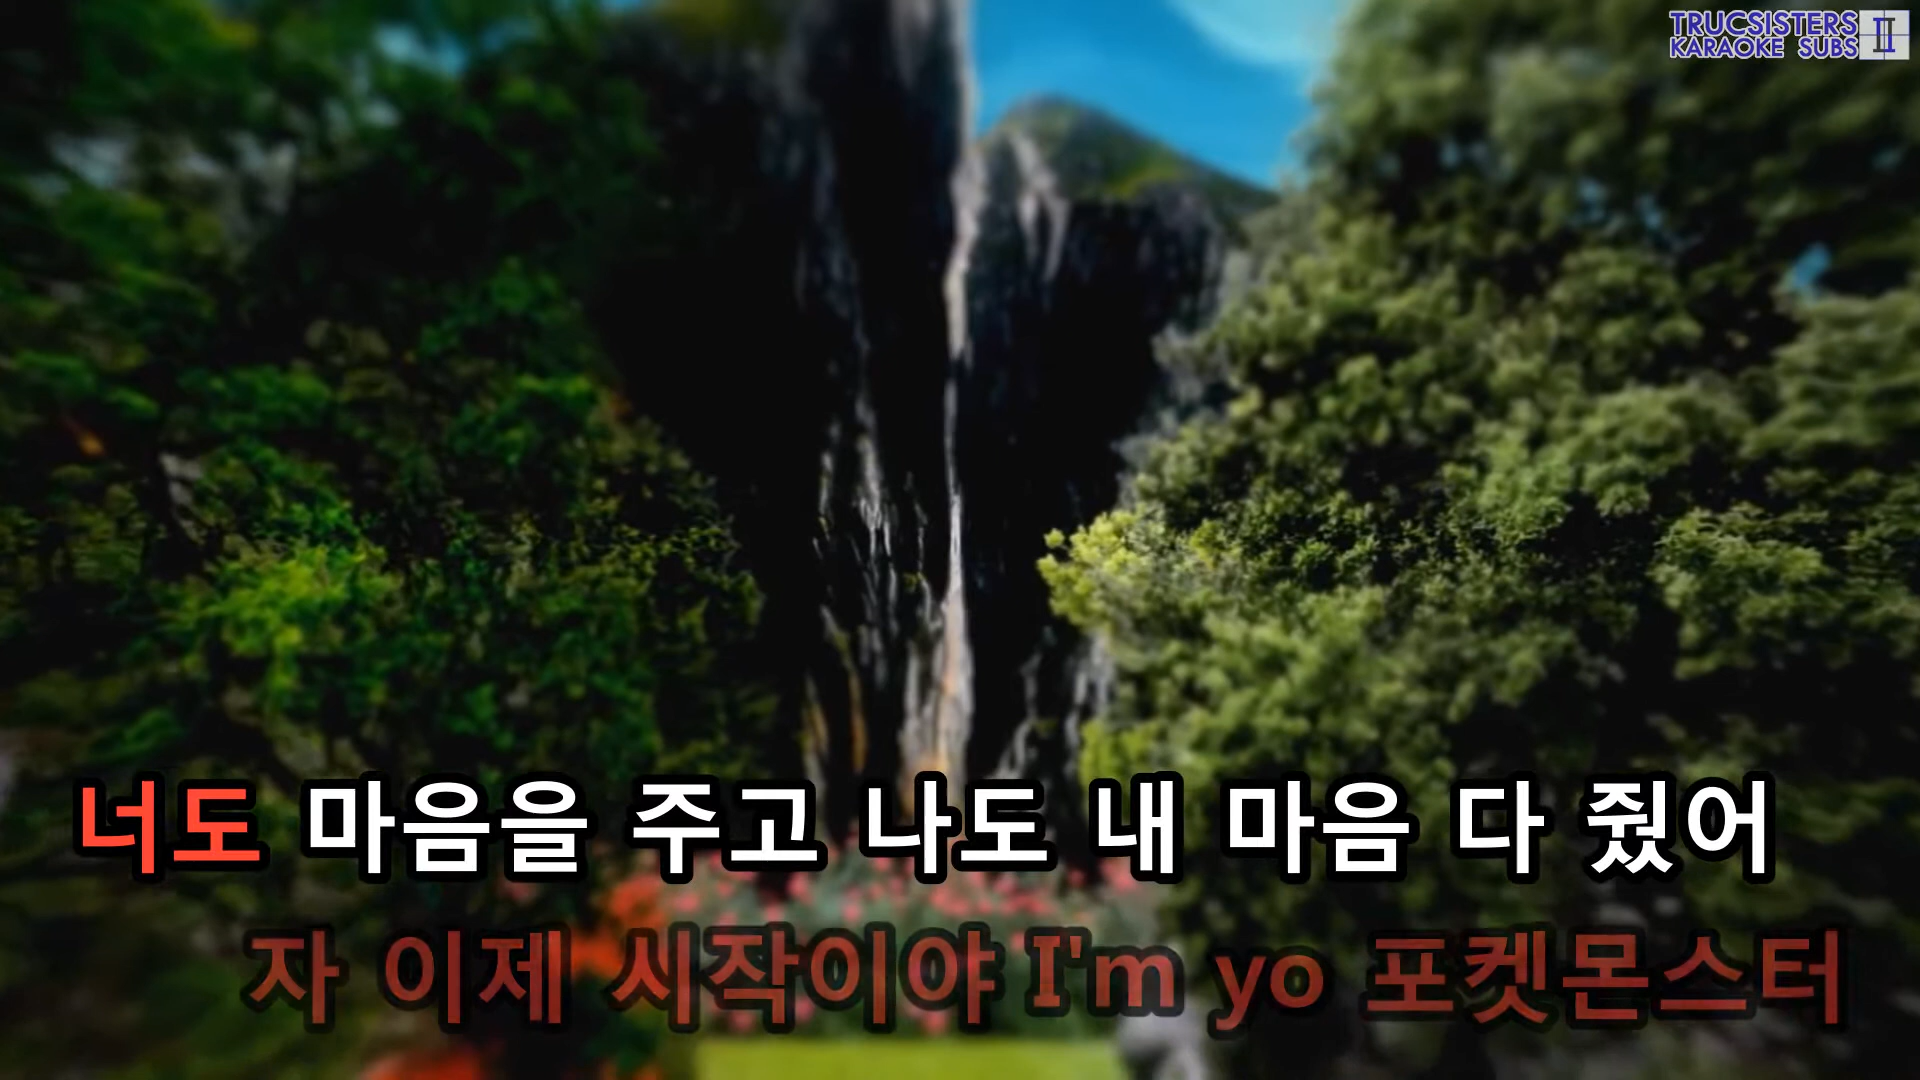 TRUCSISTERS II
KARAOKE SUBS
너도 마음을 주고 나도 내 마음 다 줬어
자 이제 시작이야 I'm yo 포켓몬스터